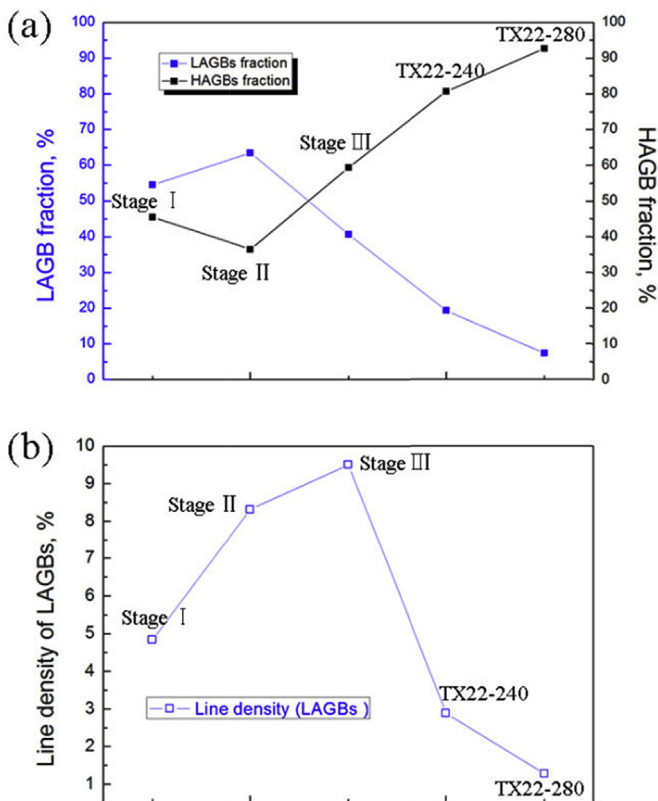 (a)
LAGBs fraction
HAGBs fraction
100
90
80
70
60
50
40
30
20
10
0
LAGB fraction, %
Stage Ⅰ
Stage Ⅱ
Stage Ⅲ
TX22-240
TX22-280
100
90
80
70
60
50
40
30
20
10
0
HAGB fraction, %
(b)
10
9
8
7
6
5
4
3
2
1
Line density of LAGBs, %
Stage Ⅰ
Stage Ⅱ
Stage Ⅲ
TX22-240
TX22-280
Line density (LAGBs )